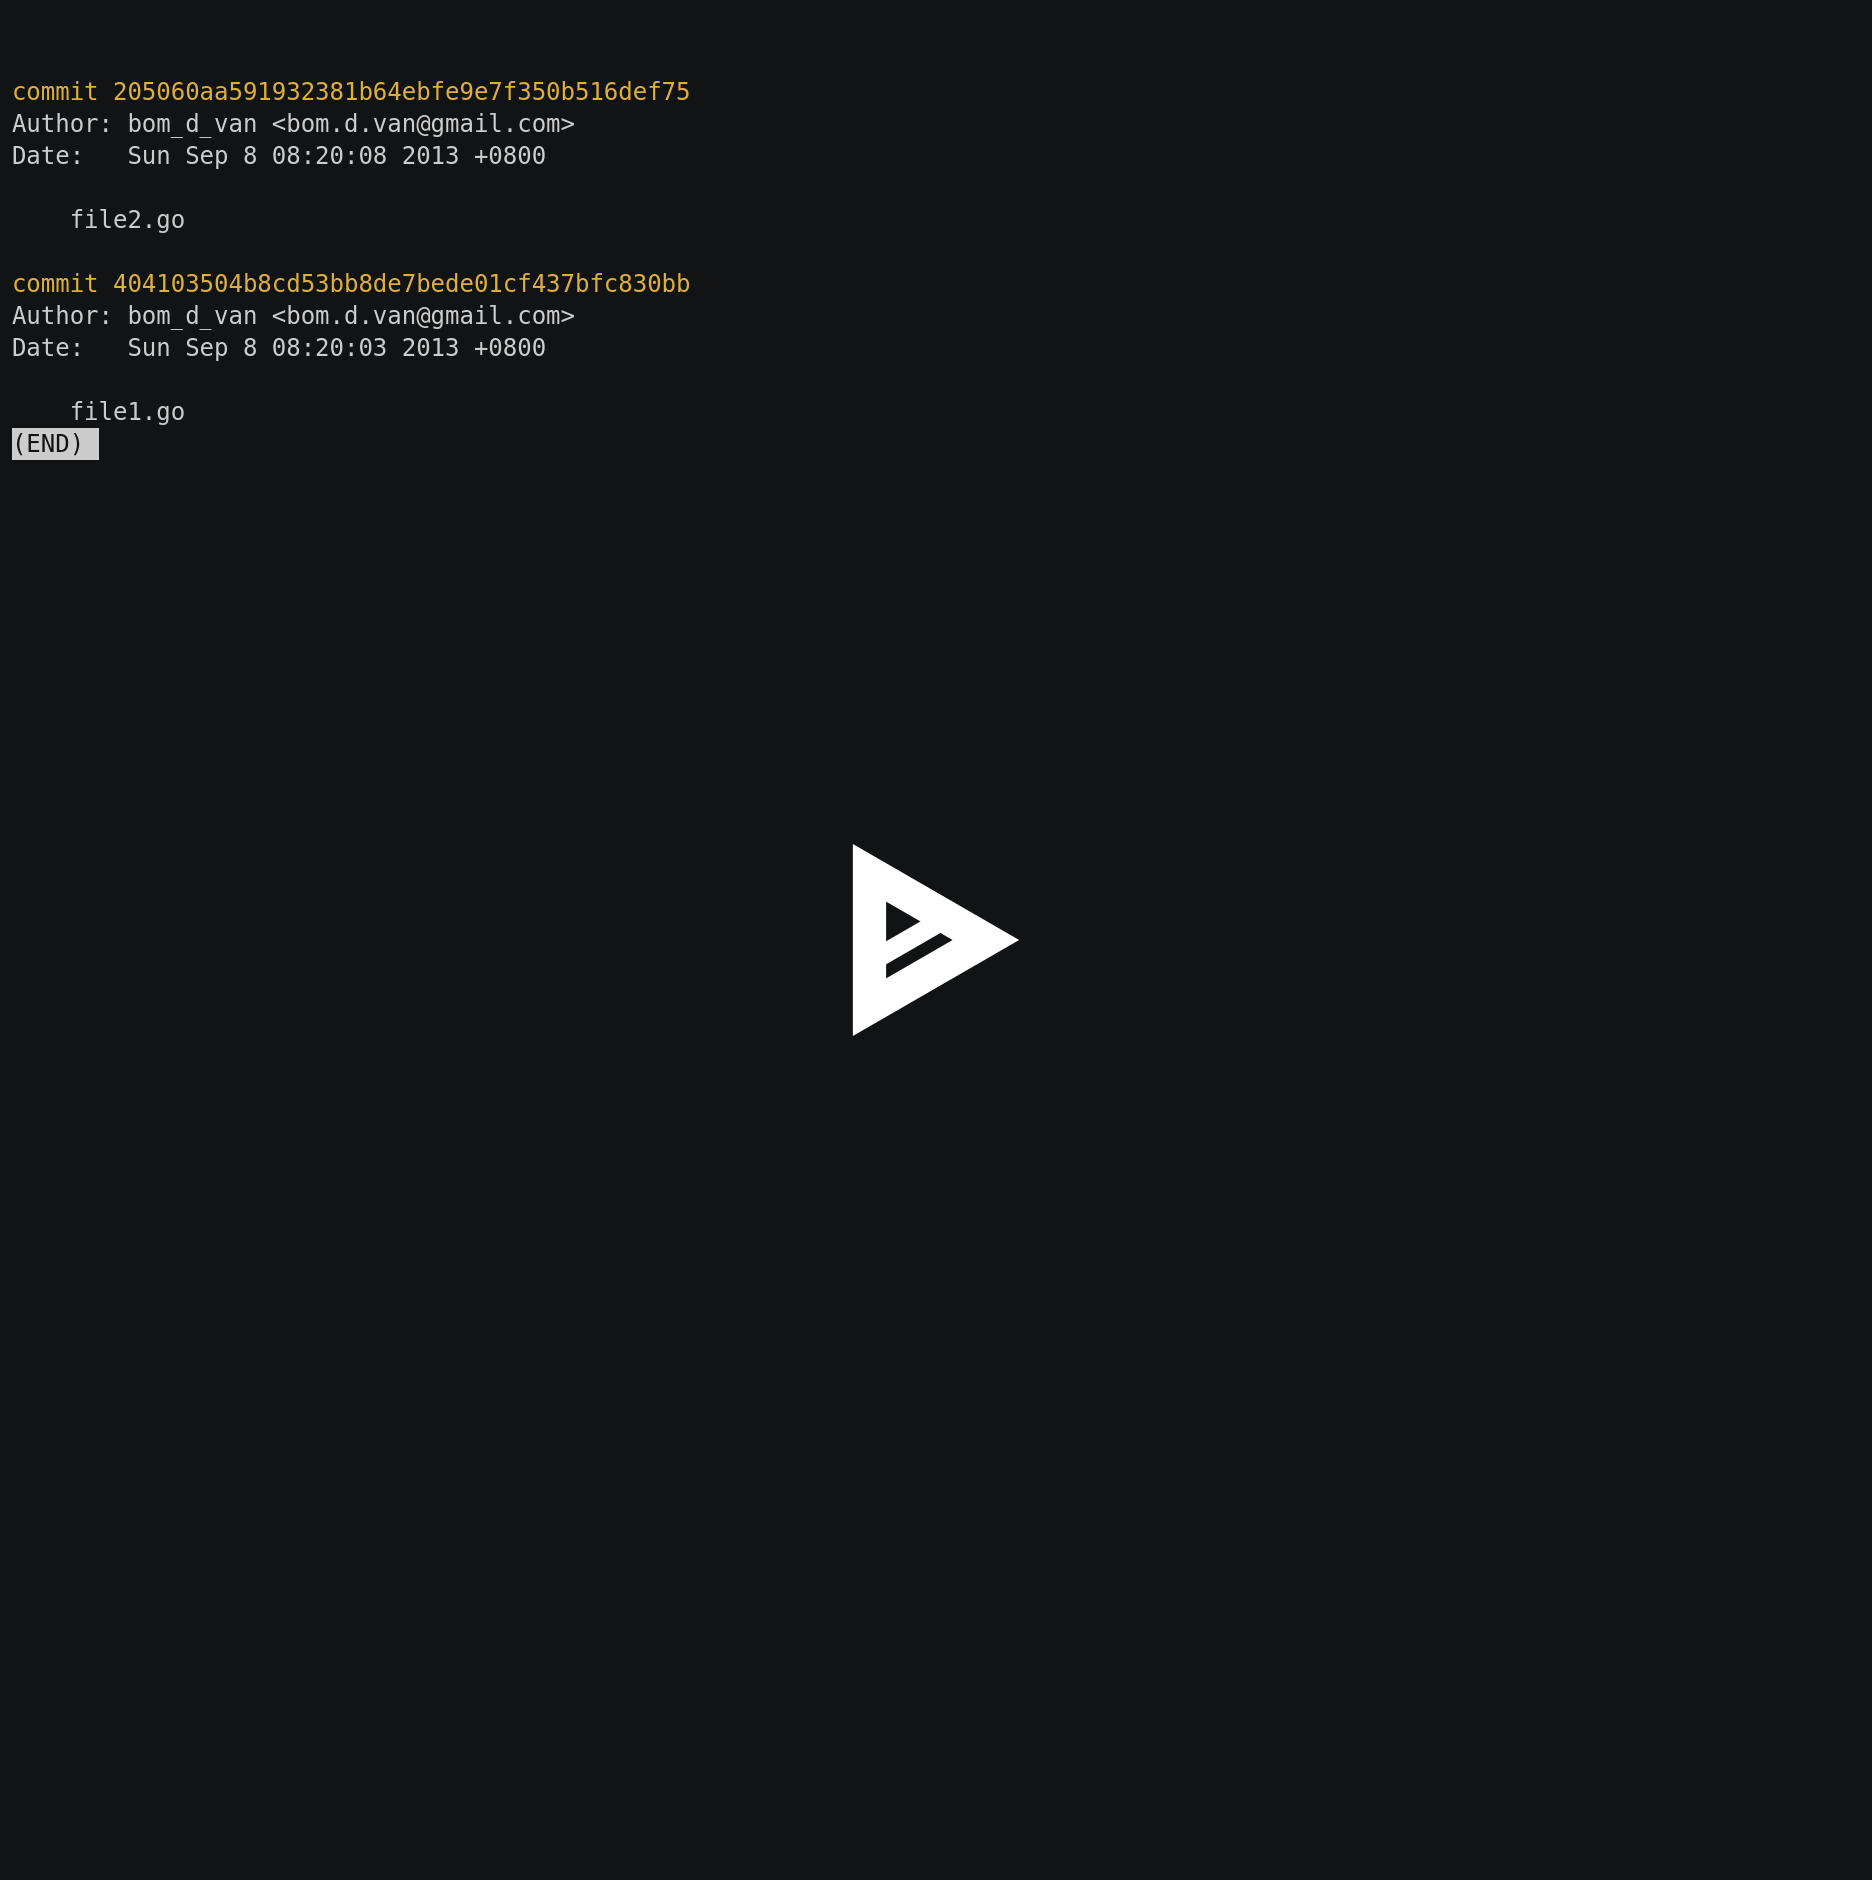 commit 205060aa591932381b64ebfe9e7f350b516def75
Author: bom_d_van <bom.d.van@gmail.com>
Date:   Sun Sep 8 08:20:08 2013 +0800
    file2.go
commit 404103504b8cd53bb8de7bede01cf437bfc830bb
Author: bom_d_van <bom.d.van@gmail.com>
Date:   Sun Sep 8 08:20:03 2013 +0800
    file1.go
(END)